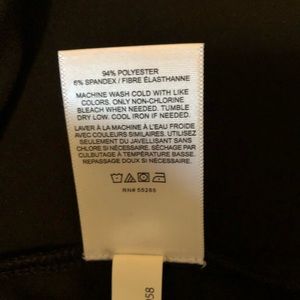 94% POLYESTER
6% SPANDEX / FIBRE ÉLASTHANNE
MACHINE WASH COLD WITH LIKE
COLORS. ONLY NON-CHLORINE
BLEACH WHEN NEEDED. TUMBLE
DRY LOW. COOL IRON IF NEEDED.
LAVER À LA MACHINE À L'EAU FROIDE
AVEC COULEURS SIMILAIRES. UTILISEZ
SEULEMENT DU JAVELLISANT SANS
CHLORE SI NÉCESSAIRE. SÉCHAGE PAR
CULBUTAGE À TEMPÉRATURE BASSE.
REPASSAGE DOUX SI NÉCESSAIRE.
RN# 55285